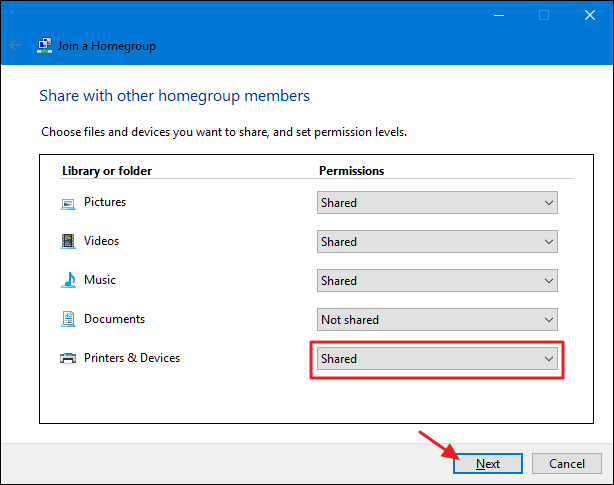 Join a Homegroup
Share with other homegroup members
Choose files and devices you want to share, and set permission levels.
Library or folder Permissions
Pictures Shared
Videos Shared
Music Shared
Documents Not shared
Printers & Devices Shared
Next Cancel